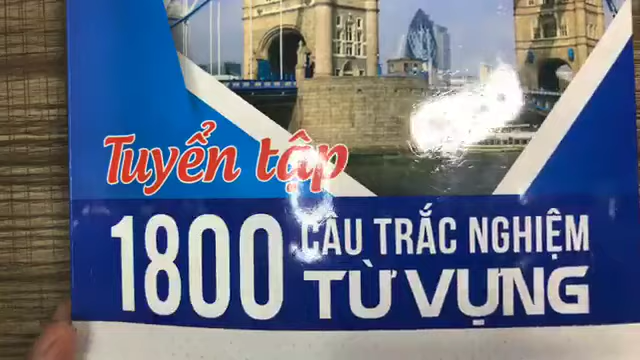 Tuyển tập
1800 CÂU TRẮC NGHIỆM
TỪ VỰNG